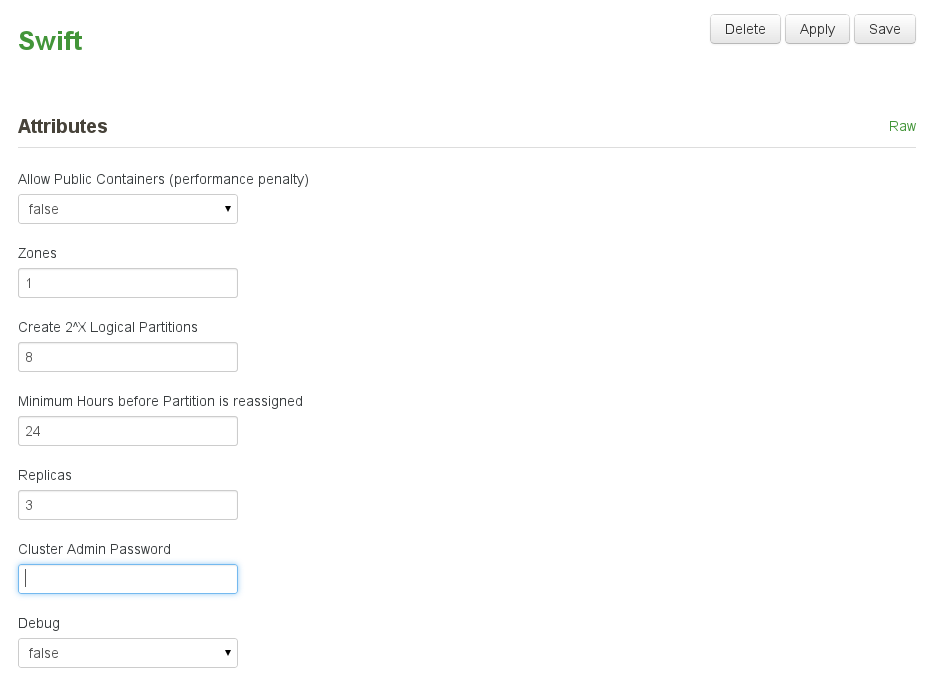 Swift
Delete Apply Save
Attributes
Raw
Allow Public Containers (performance penalty)
false
Zones
1
Create 2^X Logical Partitions
8
Minimum Hours before Partition is reassigned
24
Replicas
3
Cluster Admin Password
Debug
false